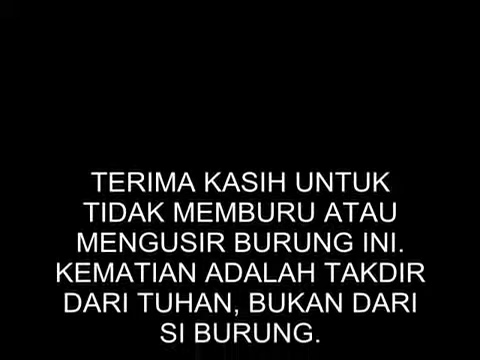 TERIMA KASIH UNTUK
TIDAK MEMBURU ATAU
MENGUSIR BURUNG INI.
KEMATIAN ADALAH TAKDIR
DARI TUHAN, BUKAN DARI
SI BURUNG.